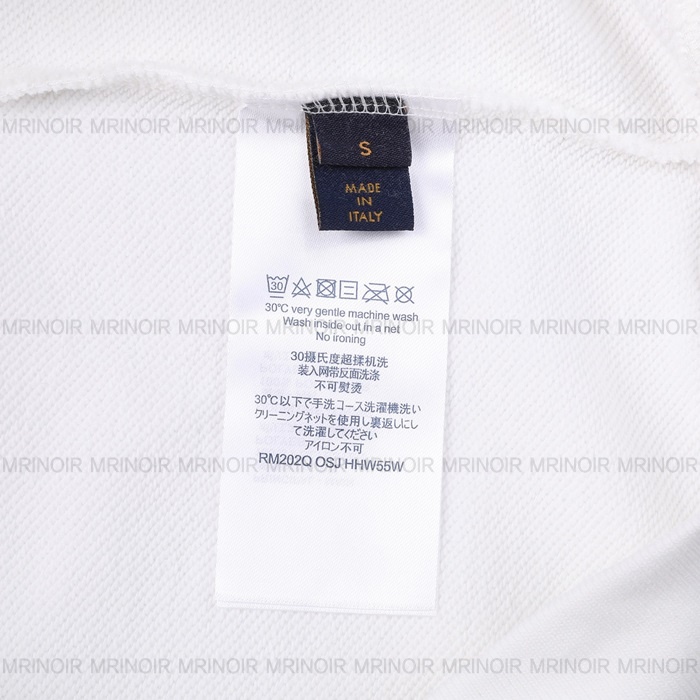 MRINOIR MRINOIR MRINOIR MRINOIR MRINOIR MRINOIR MRINOIR MRINOIR
S
MADE
IN
ITALY
30
30℃ very gentle machine wash
Wash inside out in a net
MRINOIR MRINOIR MRINOIR MRINOIR MRINOIR MRINOIR MRINOIR MRINOIR
No ironing
30摄氏度超揉机洗
装入网带反面洗涤
不可熨烫
30℃以下で手洗コース洗濯機洗い
クリーニングネットを使用し裏返しにし
て洗濯してください
アイロン不可
RM202Q OSJ HHW55W
MRINOIR MRINOIR MRINOIR MRINOIR MRINOIR MRINOIR MRINOIR MRINOIR
MRINOIR MRINOIR MRINOIR MRINOIR MRINOIR MRINOIR MRINOIR MRINOIR